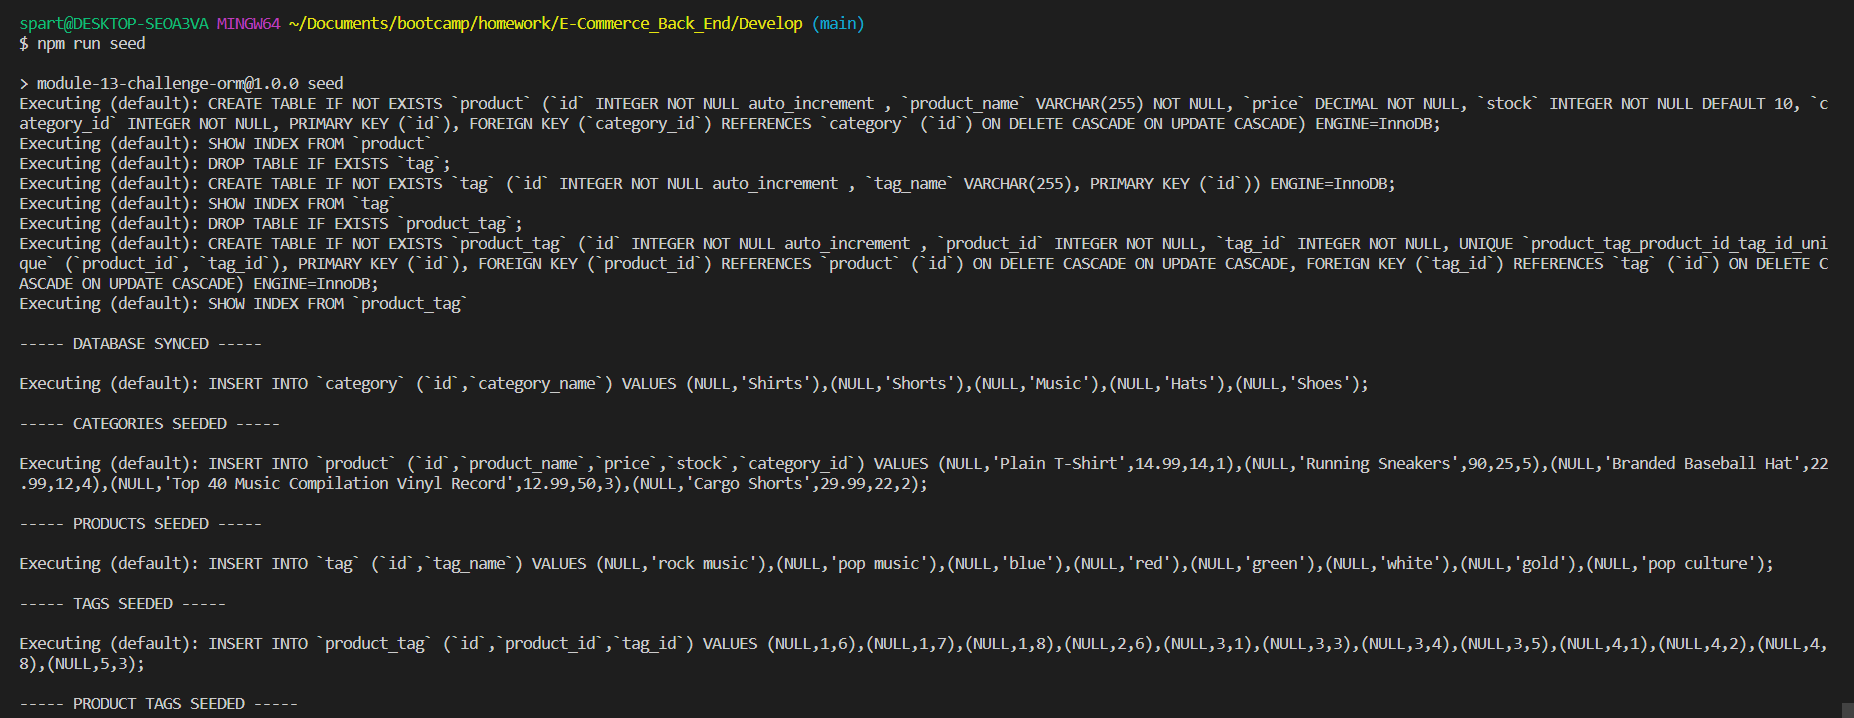 spart@DESKTOP-SEOA3VA MINGW64 ~/Documents/bootcamp/homework/E-Commerce_Back_End/Develop (main)
$ npm run seed
> module-13-challenge-orm@1.0.0 seed
Executing (default): CREATE TABLE IF NOT EXISTS `product` (`id` INTEGER NOT NULL auto_increment , `product_name` VARCHAR(255) NOT NULL, `price` DECIMAL NOT NULL, `stock` INTEGER NOT NULL DEFAULT 10, `c
ategory_id` INTEGER NOT NULL, PRIMARY KEY (`id`), FOREIGN KEY (`category_id`) REFERENCES `category` (`id`) ON DELETE CASCADE ON UPDATE CASCADE) ENGINE=InnoDB;
Executing (default): SHOW INDEX FROM `product`
Executing (default): DROP TABLE IF EXISTS `tag`;
Executing (default): CREATE TABLE IF NOT EXISTS `tag` (`id` INTEGER NOT NULL auto_increment , `tag_name` VARCHAR(255), PRIMARY KEY (`id`)) ENGINE=InnoDB;
Executing (default): SHOW INDEX FROM `tag`
Executing (default): DROP TABLE IF EXISTS `product_tag`;
Executing (default): CREATE TABLE IF NOT EXISTS `product_tag` (`id` INTEGER NOT NULL auto_increment , `product_id` INTEGER NOT NULL, `tag_id` INTEGER NOT NULL, UNIQUE `product_tag_product_id_tag_id_uni
que` (`product_id`, `tag_id`), PRIMARY KEY (`id`), FOREIGN KEY (`product_id`) REFERENCES `product` (`id`) ON DELETE CASCADE ON UPDATE CASCADE, FOREIGN KEY (`tag_id`) REFERENCES `tag` (`id`) ON DELETE C
ASCADE ON UPDATE CASCADE) ENGINE=InnoDB;
Executing (default): SHOW INDEX FROM `product_tag`
----- DATABASE SYNCED -----
Executing (default): INSERT INTO `category` (`id`,`category_name`) VALUES (NULL,'Shirts'),(NULL,'Shorts'),(NULL,'Music'),(NULL,'Hats'),(NULL,'Shoes');
----- CATEGORIES SEEDED -----
Executing (default): INSERT INTO `product` (`id`,`product_name`,`price`,`stock`,`category_id`) VALUES (NULL,'Plain T-Shirt',14.99,14,1),(NULL,'Running Sneakers',90,25,5),(NULL,'Branded Baseball Hat',22
.99,12,4),(NULL,'Top 40 Music Compilation Vinyl Record',12.99,50,3),(NULL,'Cargo Shorts',29.99,22,2);
----- PRODUCTS SEEDED -----
Executing (default): INSERT INTO `tag` (`id`,`tag_name`) VALUES (NULL,'rock music'),(NULL,'pop music'),(NULL,'blue'),(NULL,'red'),(NULL,'green'),(NULL,'white'),(NULL,'gold'),(NULL,'pop culture');
----- TAGS SEEDED -----
Executing (default): INSERT INTO `product_tag` (`id`,`product_id`,`tag_id`) VALUES (NULL,1,6),(NULL,1,7),(NULL,1,8),(NULL,2,6),(NULL,3,1),(NULL,3,3),(NULL,3,4),(NULL,3,5),(NULL,4,1),(NULL,4,2),(NULL,4,
8),(NULL,5,3);
----- PRODUCT TAGS SEEDED -----